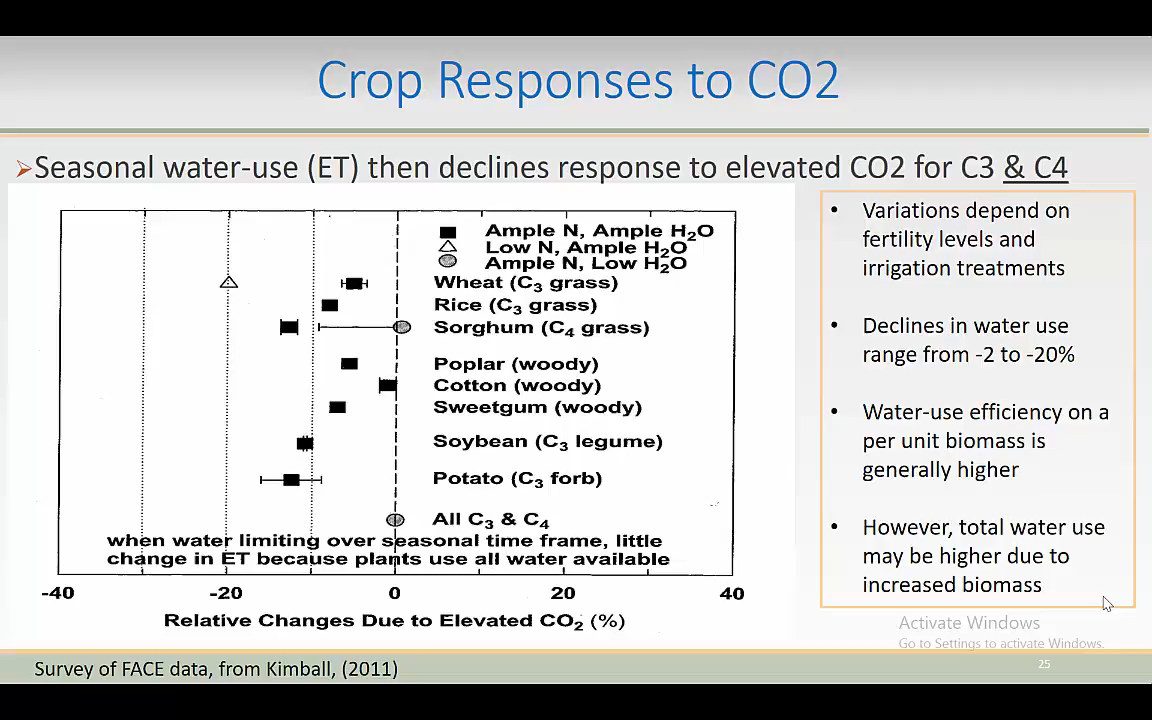 Crop Responses to CO2
➢Seasonal water-use (ET) then declines response to elevated CO2 for C3 & C4
Ample N, Ample H₂O
Low N, Ample H₂O
Ample N, Low H₂O
Wheat (C₃ grass)
Rice (C₃ grass)
Sorghum (C₄ grass)
Poplar (woody)
Cotton (woody)
Sweetgum (woody)
Soybean (C₃ legume)
Potato (C₃ forb)
All C₃ & C₄
when water limiting over seasonal time frame, little
change in ET because plants use all water available
-40 -20 0 20 40
Relative Changes Due to Elevated CO₂ (%)
• Variations depend on
fertility levels and
irrigation treatments
• Declines in water use
range from -2 to -20%
• Water-use efficiency on a
per unit biomass is
generally higher
• However, total water use
may be higher due to
increased biomass
Activate Windows
Go to Settings to activate Windows.
25
Survey of FACE data, from Kimball, (2011)